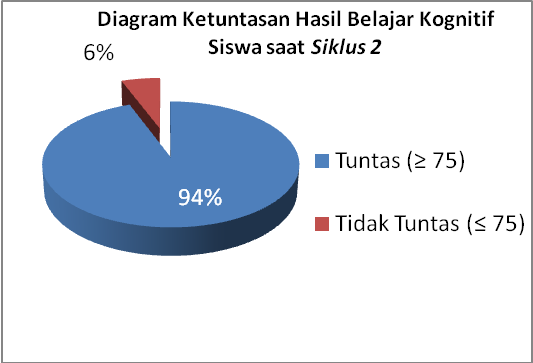 Diagram Ketuntasan Hasil Belajar Kognitif
Siswa saat Siklus 2
6%
94%
Tuntas (≥ 75)
Tidak Tuntas (≤ 75)